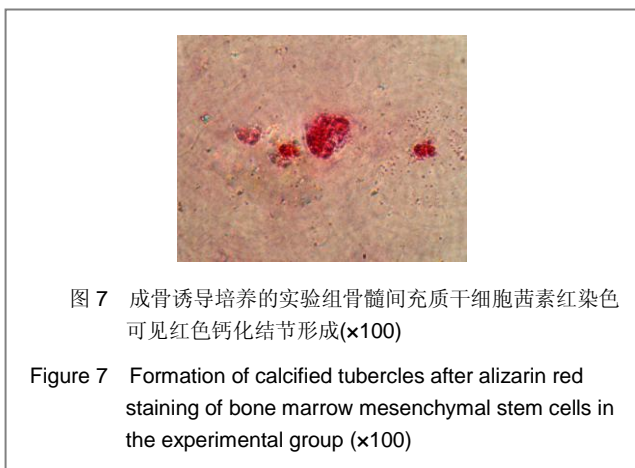 图 7 成骨诱导培养的实验组骨髓间充质干细胞茜素红染色
可见红色钙化结节形成(×100)
Figure 7 Formation of calcified tubercles after alizarin red
staining of bone marrow mesenchymal stem cells in
the experimental group (×100)